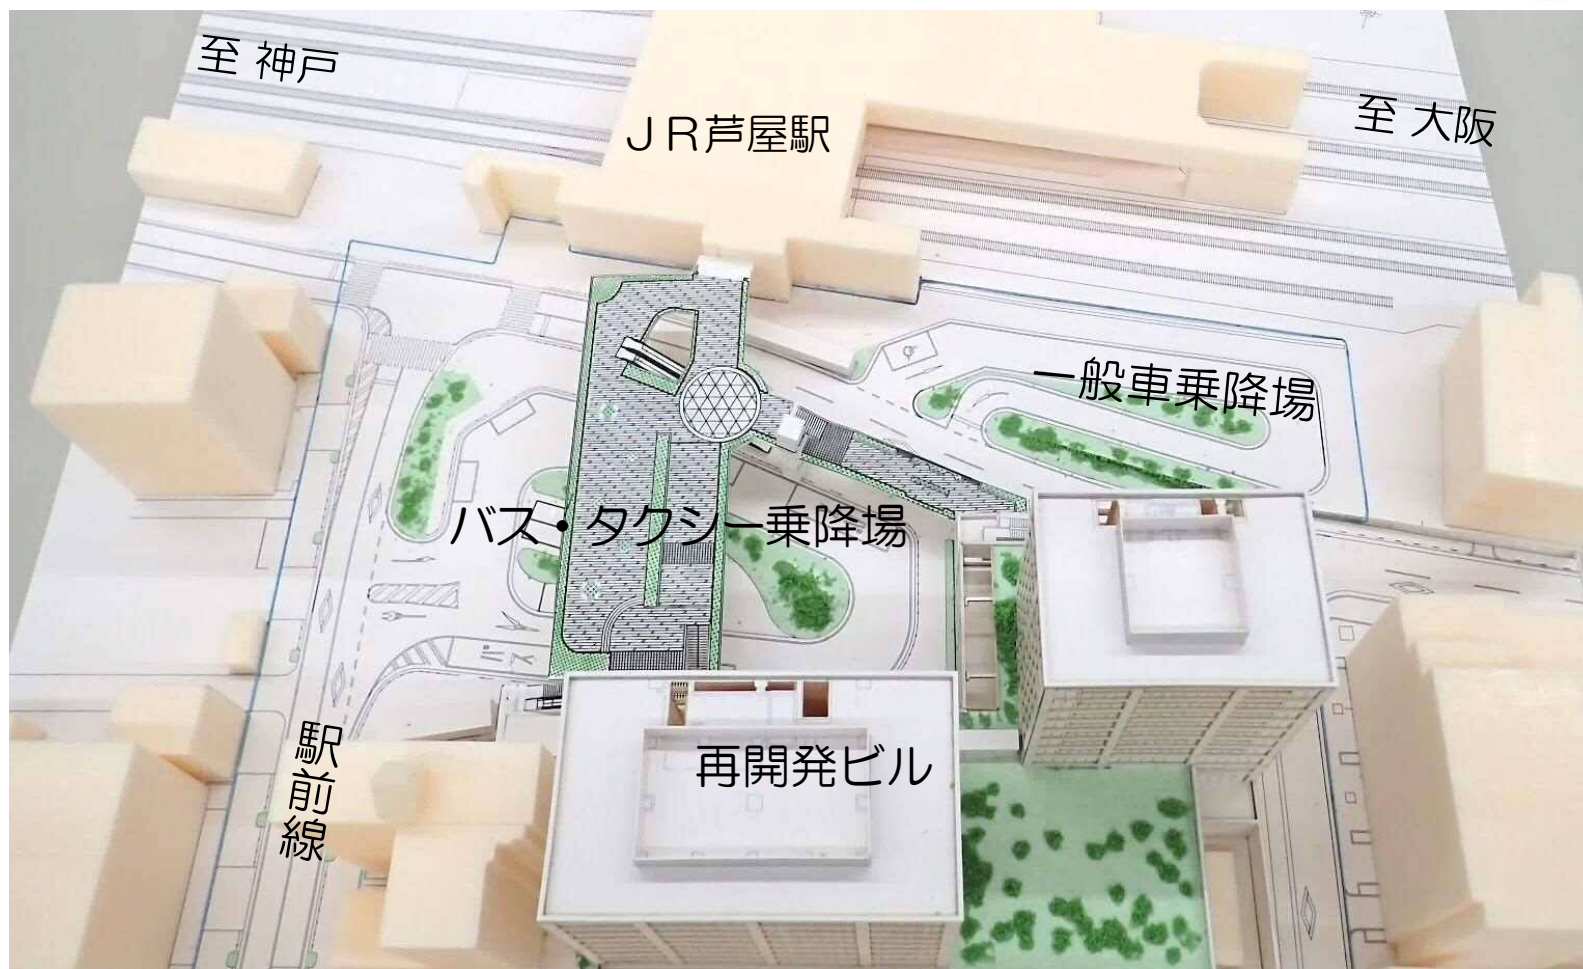 至 神戸
JR芦屋駅
至 大阪
一般車乗降場
バス・タクシー乗降場
駅前線
再開発ビル